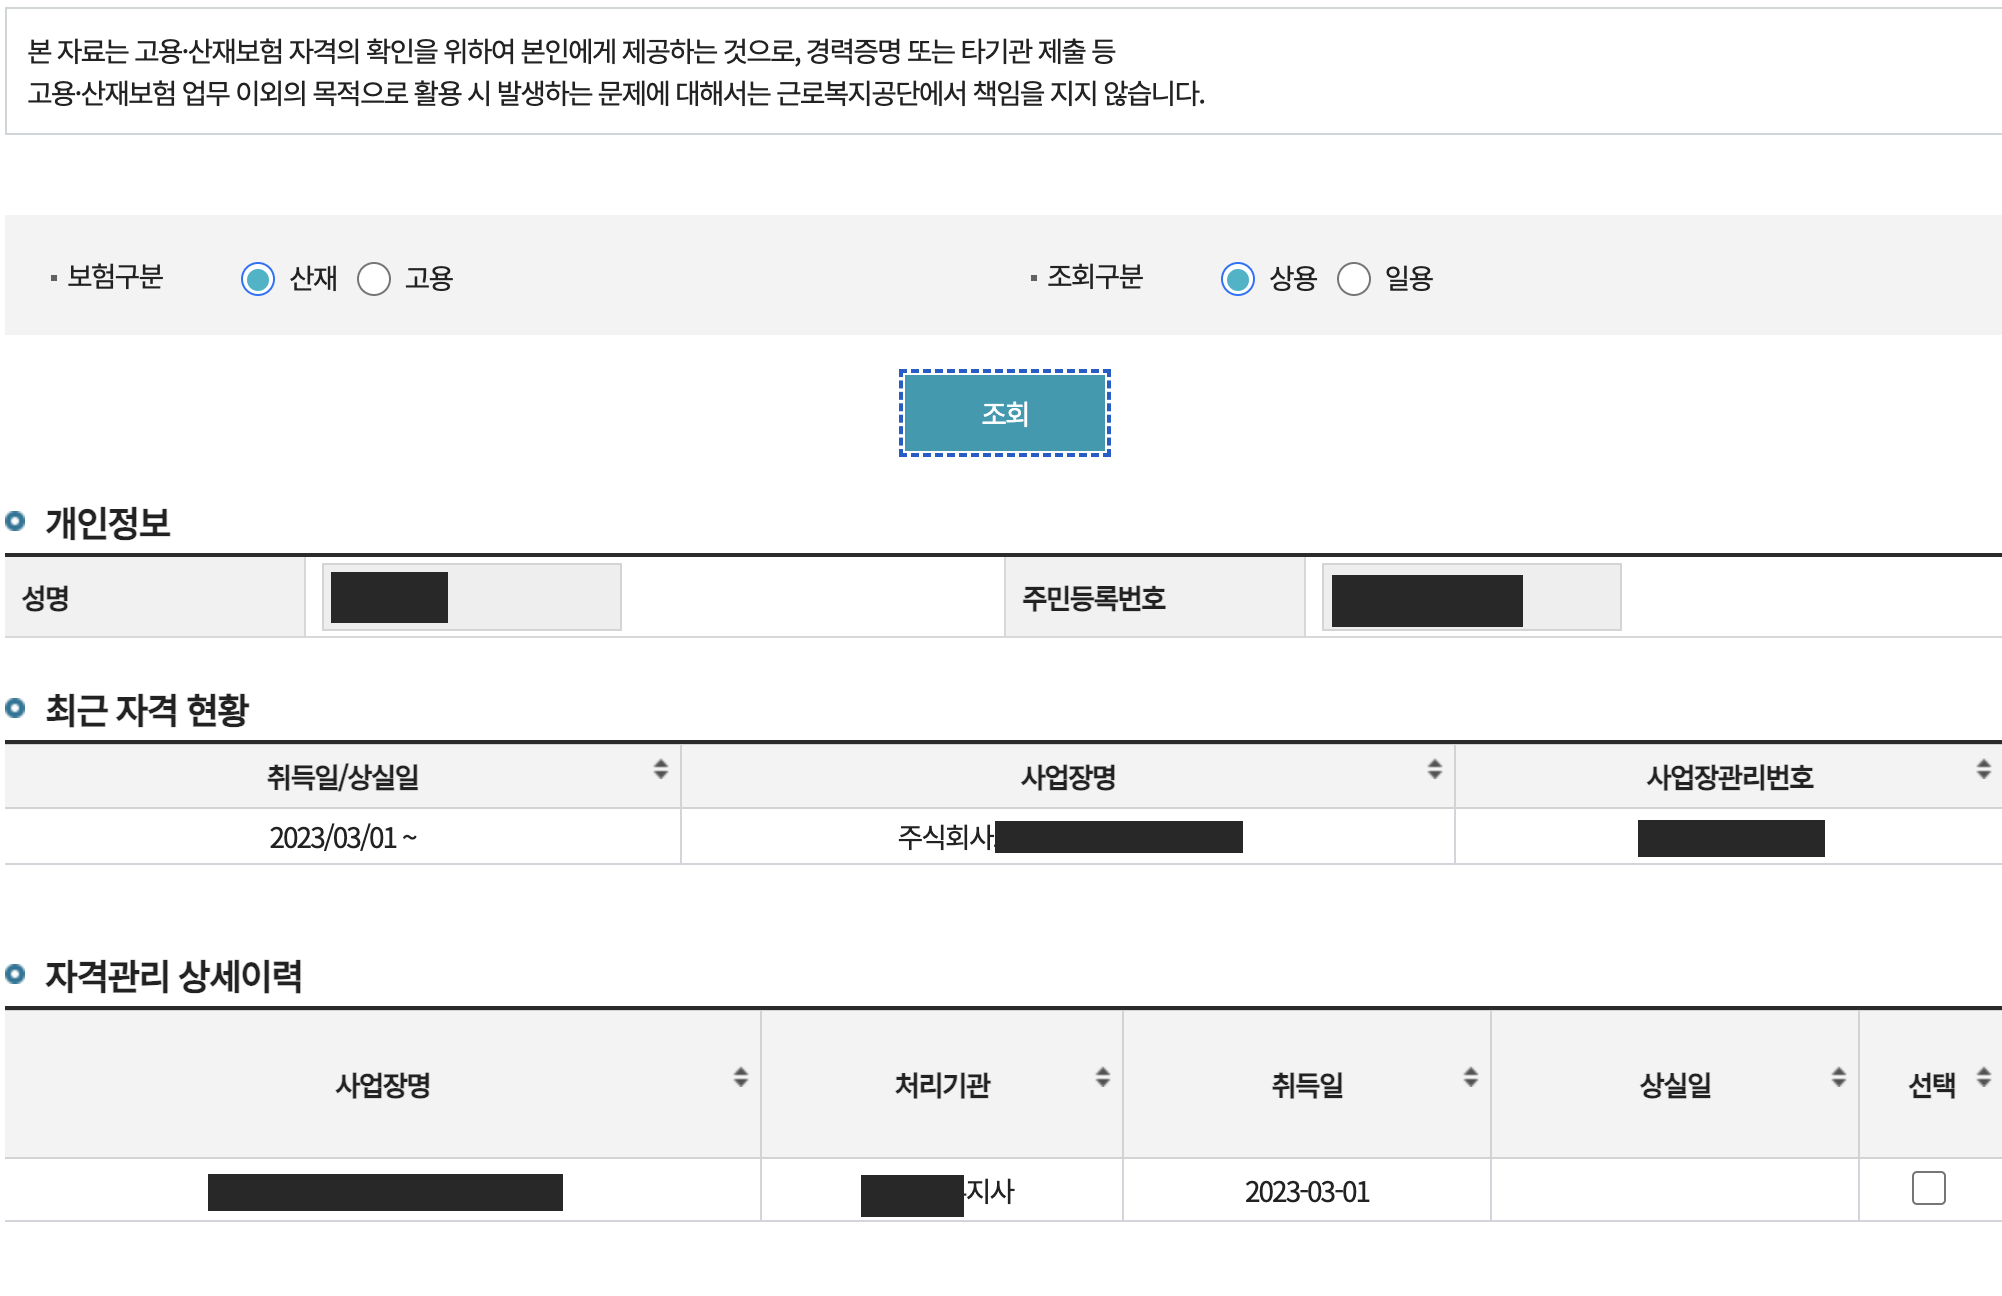 본 자료는 고용·산재보험 자격의 확인을 위하여 본인에게 제공하는 것으로, 경력증명 또는 타기관 제출 등
고용·산재보험 업무 이외의 목적으로 활용 시 발생하는 문제에 대해서는 근로복지공단에서 책임을 지지 않습니다.
보험구분 산재 고용 조회구분 상용 일용
조회
개인정보
성명 주민등록번호
최근 자격 현황
취득일/상실일 사업장명 사업장관리번호
2023/03/01 ~ 주식회사
자격관리 상세이력
사업장명 처리기관 취득일 상실일 선택
지사 2023-03-01